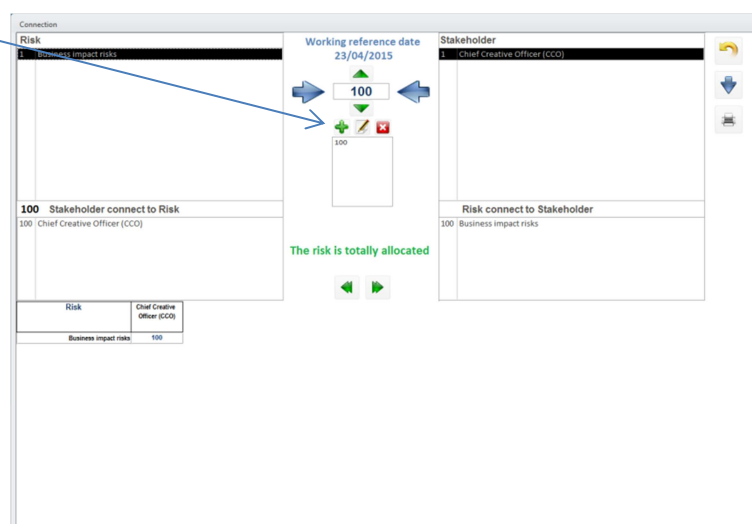 Connection
Risk
1 Business impact risks
Working reference date
23/04/2015
100
100
Stakeholder
1 Chief Creative Officer (CCO)
100 Stakeholder connect to Risk
100 Chief Creative Officer (CCO)
The risk is totally allocated
Risk connect to Stakeholder
100 Business impact risks
Risk
Chief Creative
Officer (CCO)
Business impact risks 100